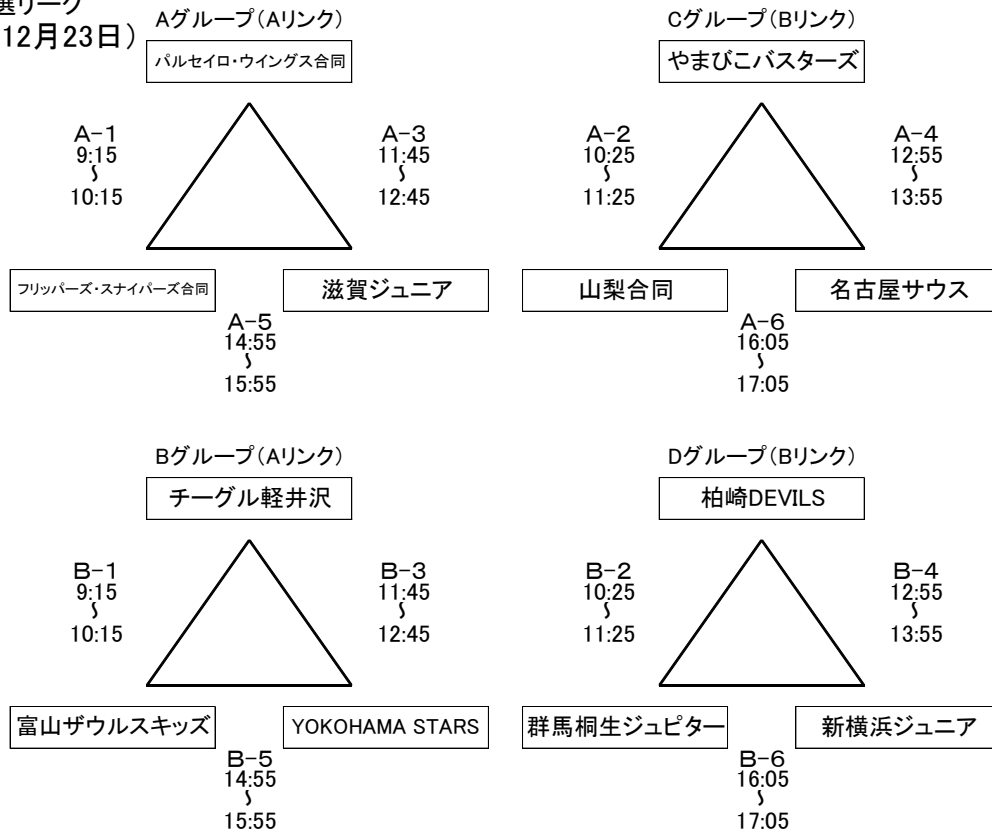 選リーグ
12月23日）
Aグループ（Aリンク）
パルセイロ・ウイングス合同
A-1
9:15
〜
10:15
A-3
11:45
〜
12:45
フリッパーズ・スナイパーズ合同
滋賀ジュニア
A-5
14:55
〜
15:55
Cグループ（Bリンク）
やまびこバスターズ
A-2
10:25
〜
11:25
A-4
12:55
〜
13:55
山梨合同
名古屋サウス
A-6
16:05
〜
17:05
Bグループ（Aリンク）
チーグル軽井沢
B-1
9:15
〜
10:15
B-3
11:45
〜
12:45
富山ザウルスキッズ
YOKOHAMA STARS
B-5
14:55
〜
15:55
Dグループ（Bリンク）
柏崎DEVILS
B-2
10:25
〜
11:25
B-4
12:55
〜
13:55
群馬桐生ジュピター
新横浜ジュニア
B-6
16:05
〜
17:05